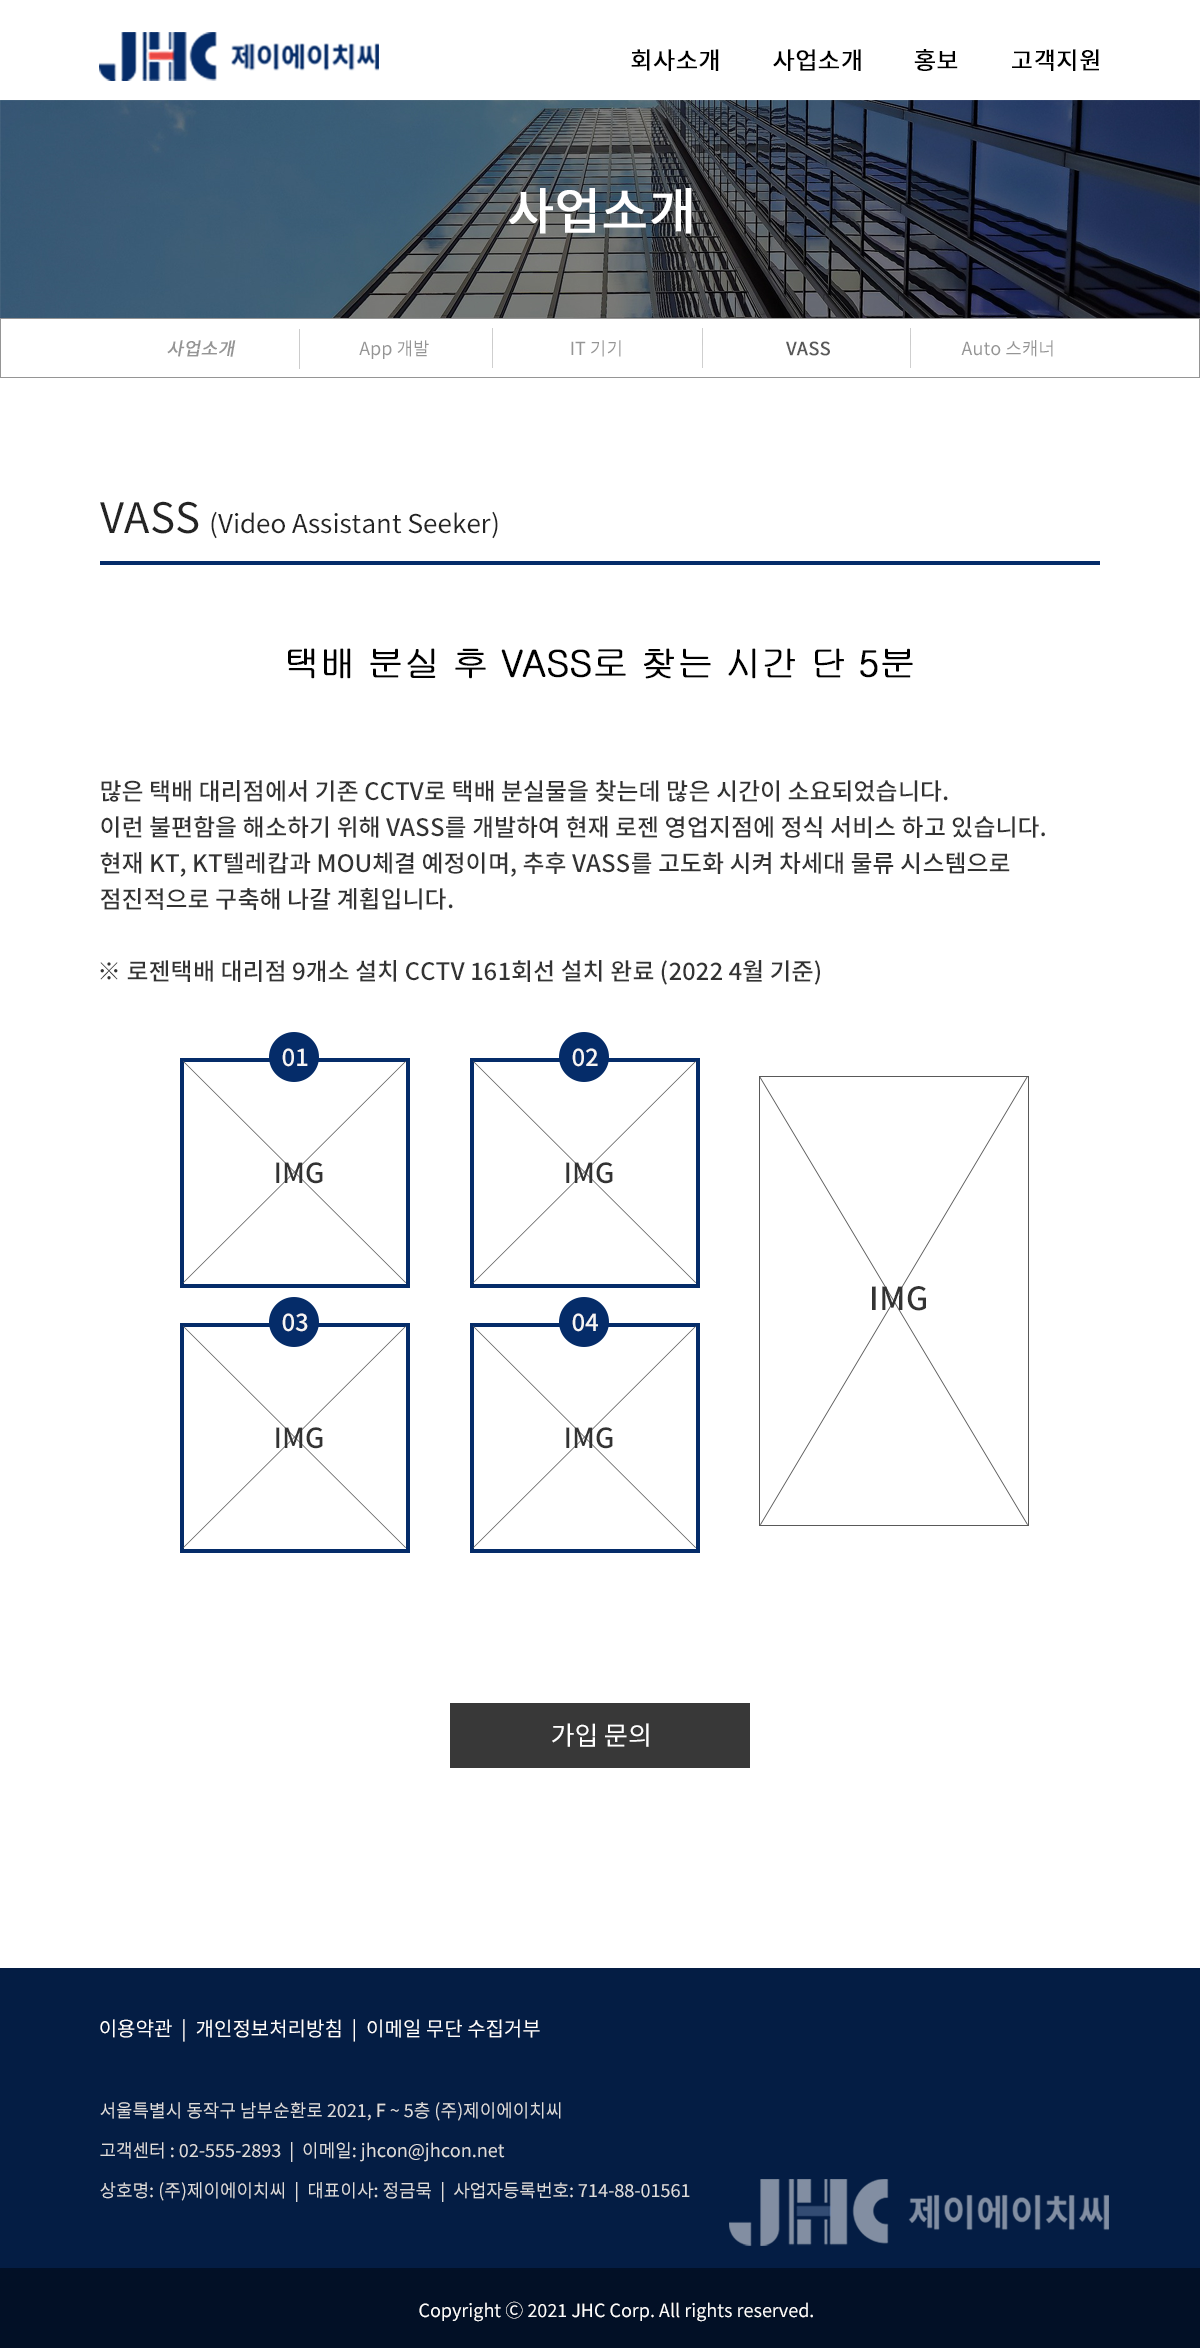 JHC 제이에이치씨
회사소개 사업소개 홍보 고객지원
사업소개
사업소개 App 개발 IT 기기 VASS Auto 스캐너
VASS (Video Assistant Seeker)
택배 분실 후 VASS로 찾는 시간 단 5분
많은 택배 대리점에서 기존 CCTV로 택배 분실물을 찾는데 많은 시간이 소요되었습니다.
이런 불편함을 해소하기 위해 VASS를 개발하여 현재 로젠 영업지점에 정식 서비스 하고 있습니다.
현재 KT, KT텔레캅과 MOU체결 예정이며, 추후 VASS를 고도화 시켜 차세대 물류 시스템으로
점진적으로 구축해 나갈 계횝입니다.
※ 로젠택배 대리점 9개소 설치 CCTV 161회선 설치 완료 (2022 4월 기준)
01
IMG
02
IMG
03
IMG
04
IMG
IMG
가입 문의
이용약관 | 개인정보처리방침 | 이메일 무단 수집거부
서울특별시 동작구 남부순환로 2021, F ~ 5층 (주)제이에이치씨
고객센터 : 02-555-2893 | 이메일: jhcon@jhcon.net
상호명: (주)제이에이치씨 | 대표이사: 정금묵 | 사업자등록번호: 714-88-01561
JHC 제이에이치씨
Copyright ⓒ 2021 JHC Corp. All rights reserved.